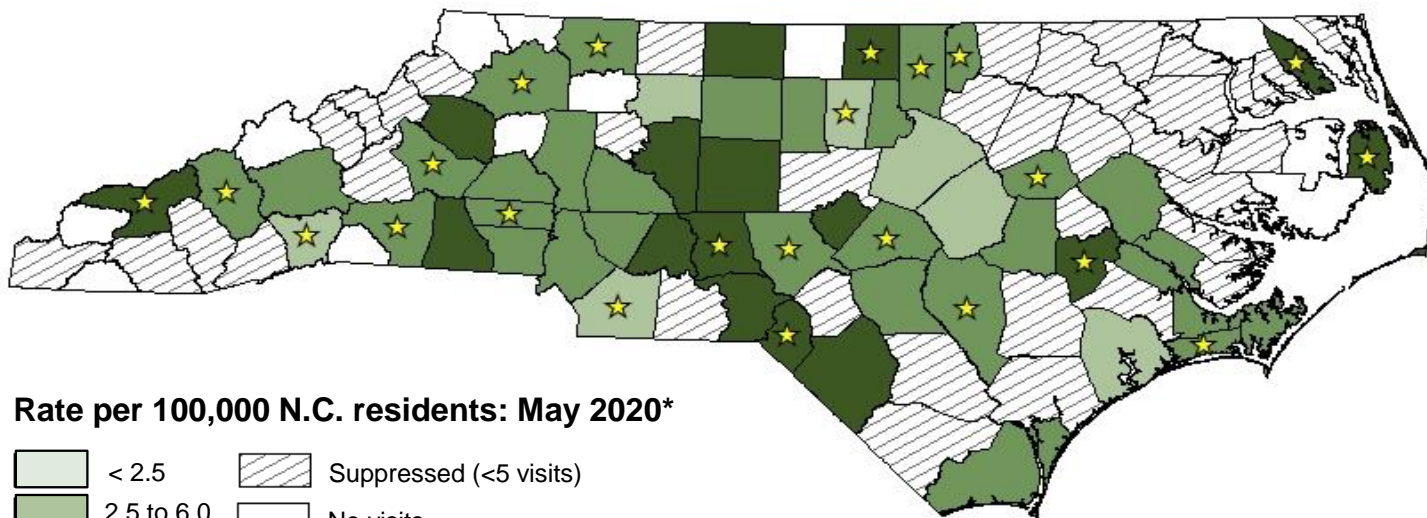 Rate per 100,000 N.C. residents: May 2020*
< 2.5
Suppressed (<5 visits)
2.5 to 6.0
No visits